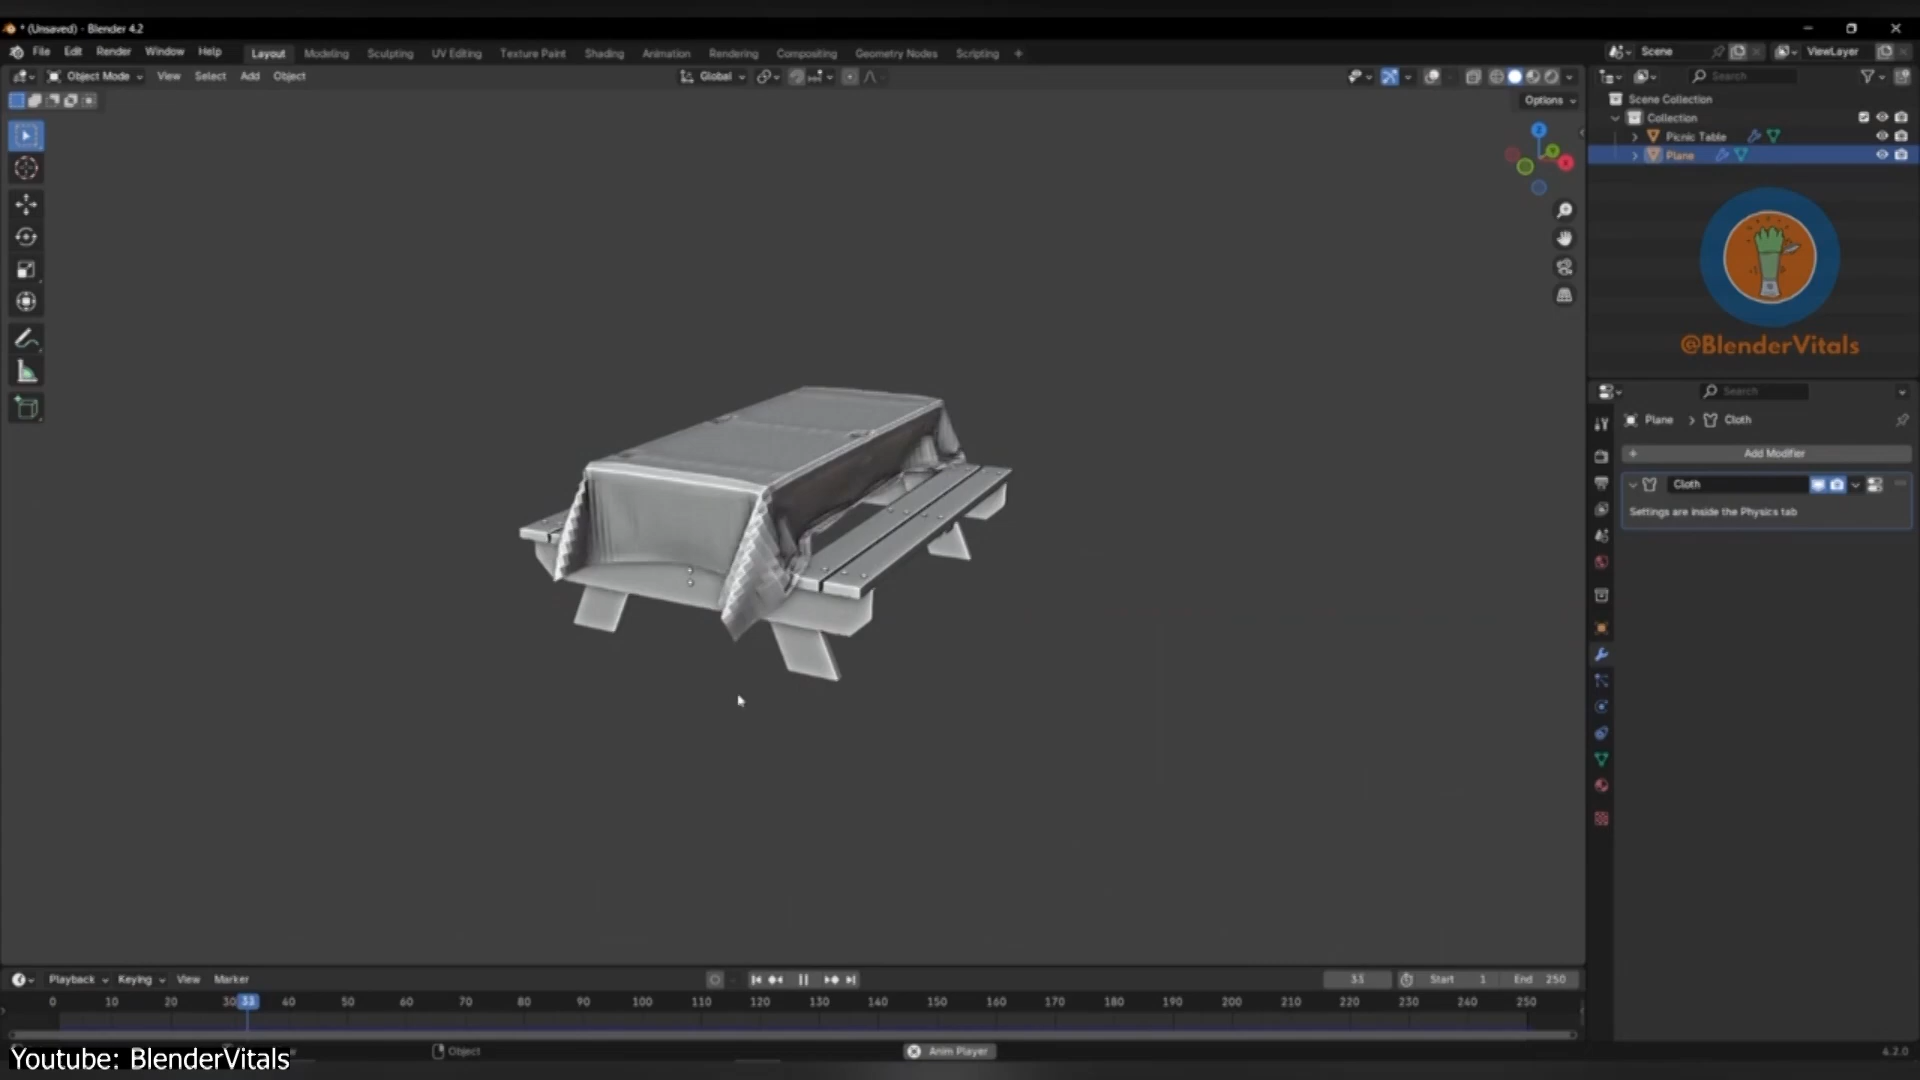 * (Unsaved) - Blender 4.2
File Edit Render Window Help Layout Modeling Sculpting UV Editing Texture Paint Shading Animation Rendering Compositing Geometry Nodes Scripting + Scene ViewLayer
Object Mode View Select Add Object Global Search
Options
Scene Collection
Collection
Picnic Table
Plane
@BlenderVitals
Search
Plane > Cloth
+ Add Modifier
Cloth
Settings are inside the Physics tab
Playback Keying View Marker 33 Start 1 End 250
0 10 20 30 33 40 50 60 70 80 90 100 110 120 130 140 150 160 170 180 190 200 210 220 230 240 250
Object Anim Player 4.2.0
Youtube: BlenderVitals